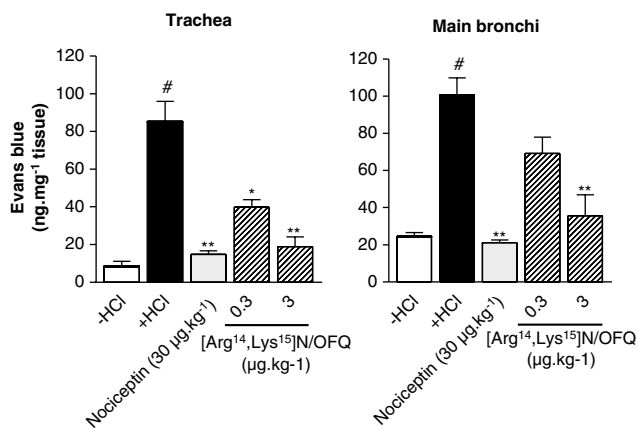 Trachea
Evans blue
(ng.mg⁻¹ tissue)
120
100
80
60
40
20
0
#
**
*
**
-HCl
+HCl
Nociceptin (30 µg.kg⁻¹)
0.3
3
[Arg¹⁴,Lys¹⁵]N/OFQ
(µg.kg-1)
Main bronchi
120
100
80
60
40
20
0
#
**
**
-HCl
+HCl
Nociceptin (30 µg.kg⁻¹)
0.3
3
[Arg¹⁴,Lys¹⁵]N/OFQ
(µg.kg-1)